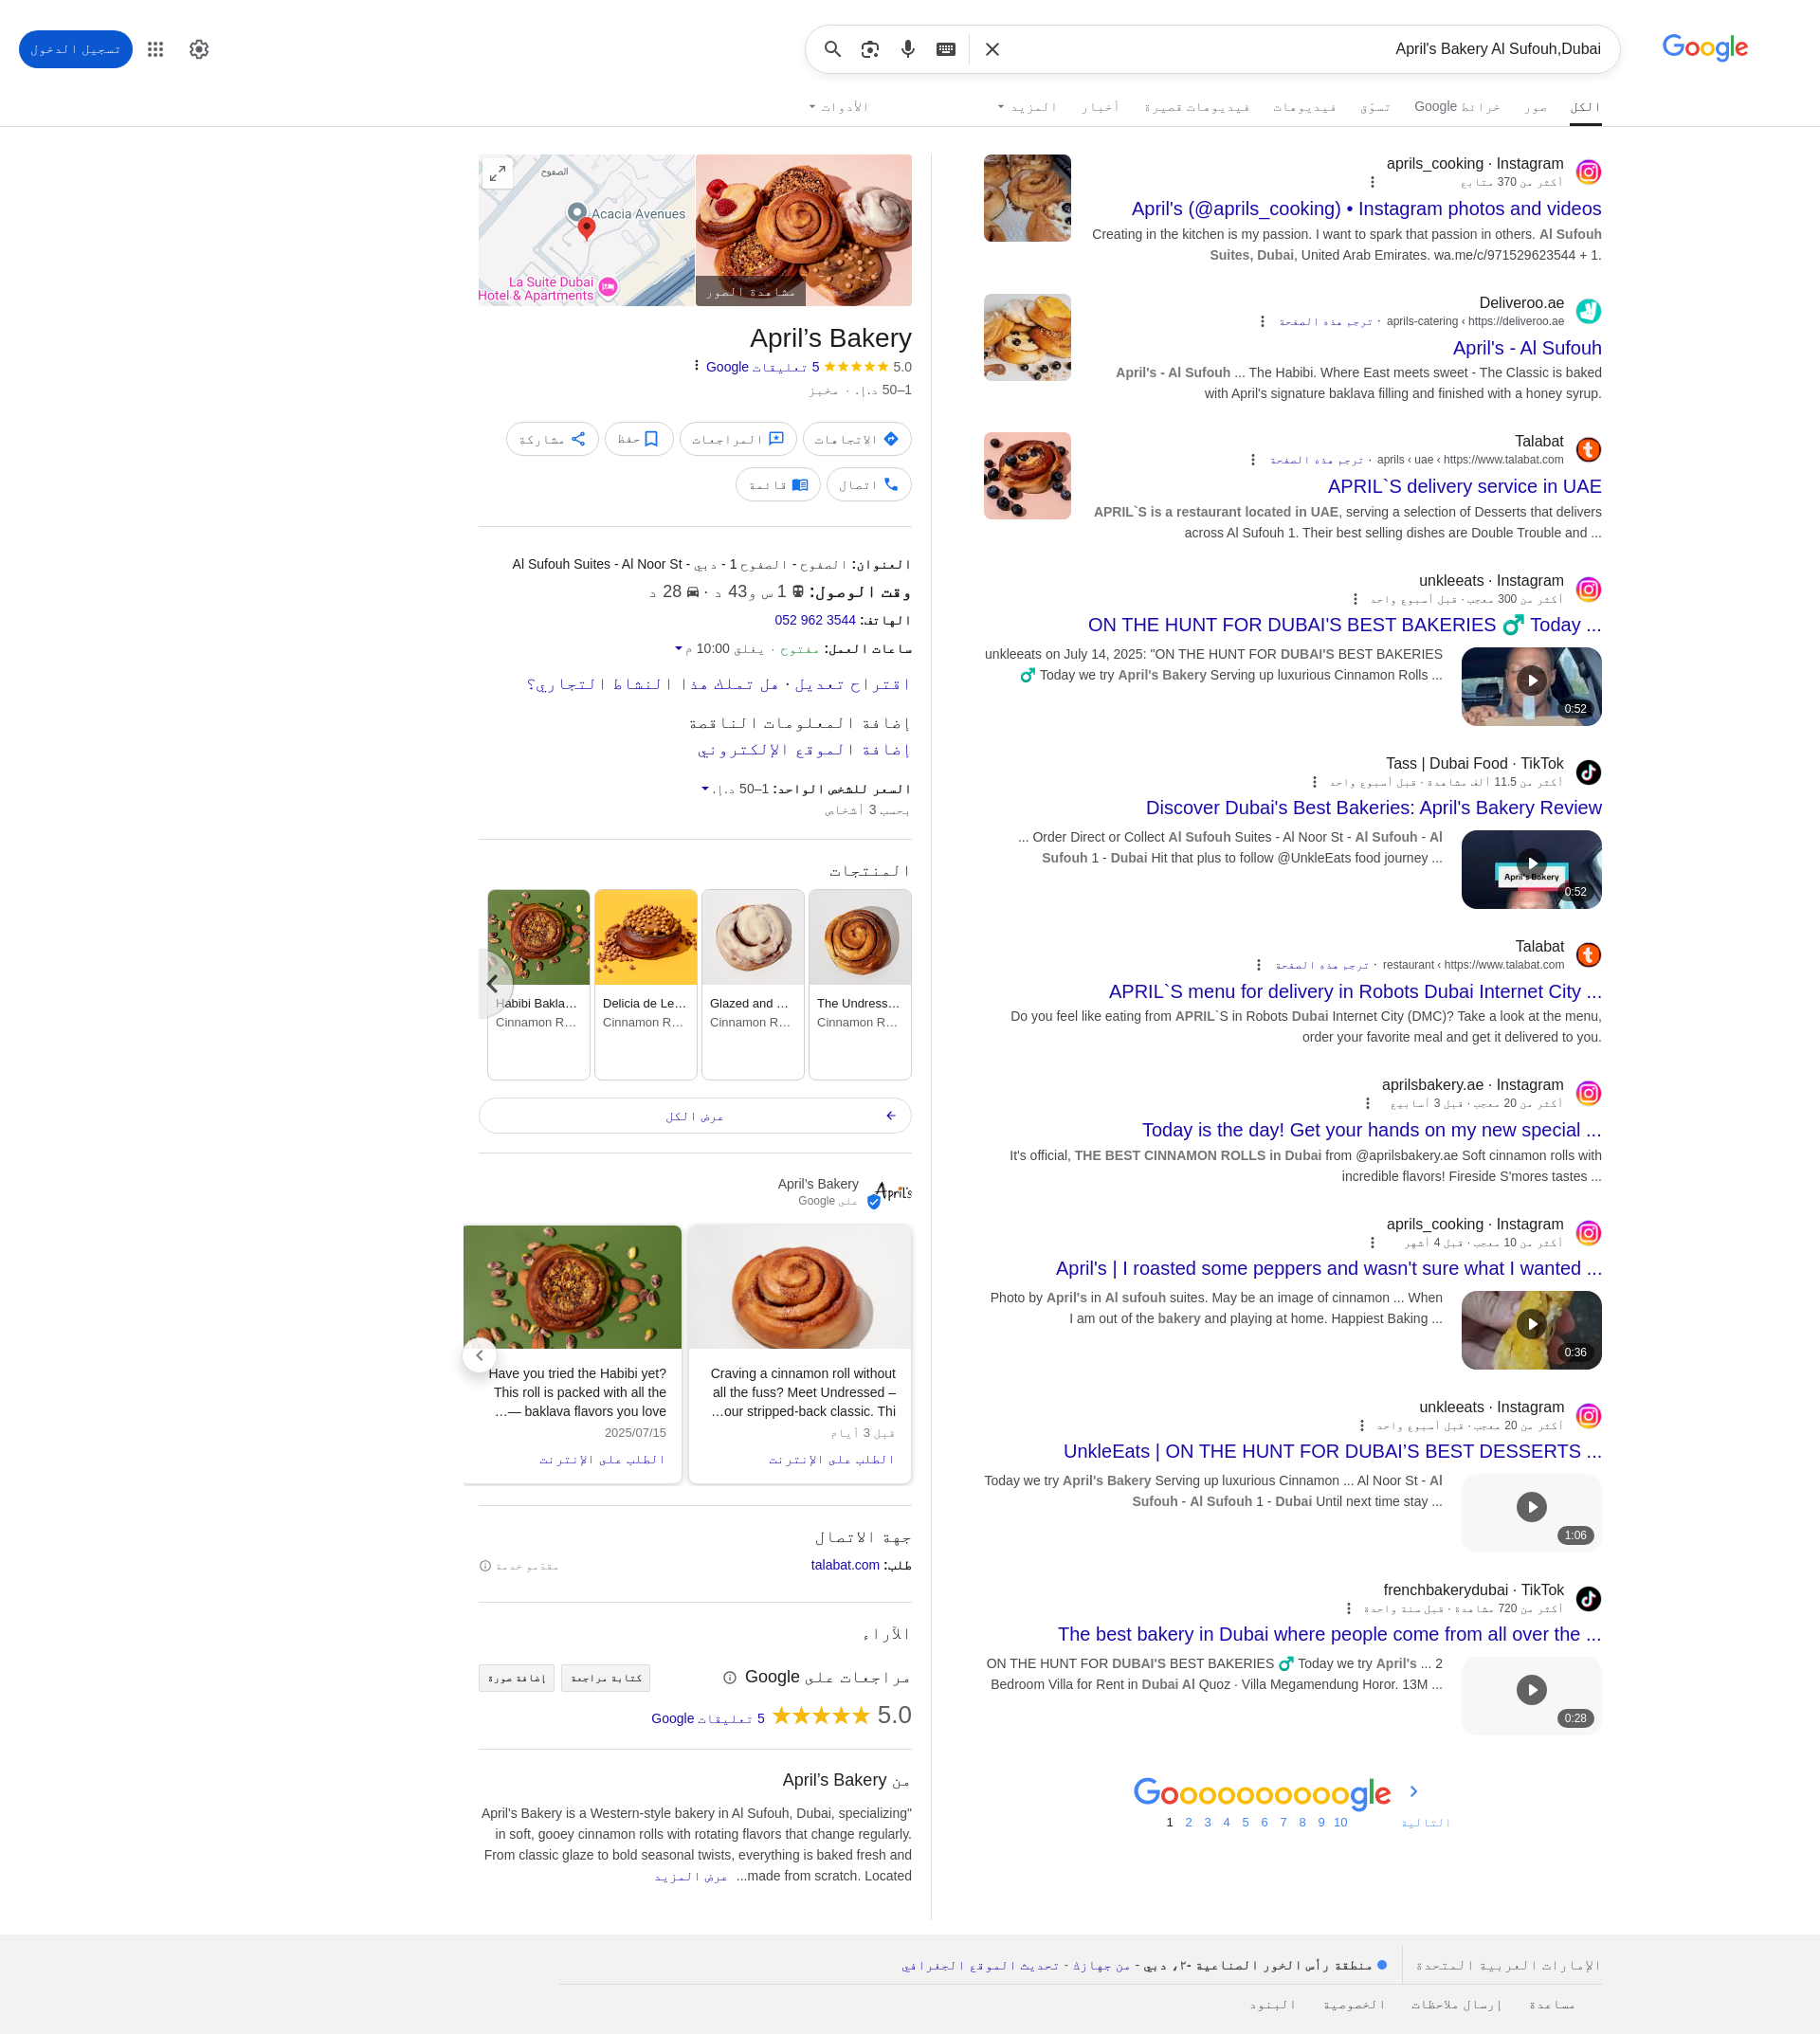 Google
April's Bakery Al Sufouh,Dubai
تسجيل الدخول
الكل
صور
خرائط Google
تسوّق
فيديوهات
فيديوهات قصيرة
أخبار
المزيد
الأدوات
aprils_cooking · Instagram
أكثر من 370 متابع
April's (@aprils_cooking) • Instagram photos and videos
Creating in the kitchen is my passion. I want to spark that passion in others. Al Sufouh
Suites, Dubai, United Arab Emirates. wa.me/c/971529623544 + 1.
Deliveroo.ae
https://deliveroo.ae › aprils-catering · ترجم هذه الصفحة
April's - Al Sufouh
April's - Al Sufouh ... The Habibi. Where East meets sweet - The Classic is baked
with April's signature baklava filling and finished with a honey syrup.
Talabat
https://www.talabat.com › uae › aprils · ترجم هذه الصفحة
APRIL`S delivery service in UAE
APRIL`S is a restaurant located in UAE, serving a selection of Desserts that delivers
across Al Sufouh 1. Their best selling dishes are Double Trouble and ...
unkleeats · Instagram
أكثر من 300 معجب · قبل أسبوع واحد
ON THE HUNT FOR DUBAI'S BEST BAKERIES ♂️ Today ...
unkleeats on July 14, 2025: "ON THE HUNT FOR DUBAI'S BEST BAKERIES
♂️ Today we try April's Bakery Serving up luxurious Cinnamon Rolls ...
0:52
Tass | Dubai Food · TikTok
أكثر من 11.5 ألف مشاهدة · قبل أسبوع واحد
Discover Dubai's Best Bakeries: April's Bakery Review
... Order Direct or Collect Al Sufouh Suites - Al Noor St - Al Sufouh - Al
Sufouh 1 - Dubai Hit that plus to follow @UnkleEats food journey ...
April's Bakery
0:52
Talabat
https://www.talabat.com › restaurant · ترجم هذه الصفحة
APRIL`S menu for delivery in Robots Dubai Internet City ...
Do you feel like eating from APRIL`S in Robots Dubai Internet City (DMC)? Take a look at the menu,
order your favorite meal and get it delivered to you.
aprilsbakery.ae · Instagram
أكثر من 20 معجب · قبل 3 أسابيع
Today is the day! Get your hands on my new special ...
It's official, THE BEST CINNAMON ROLLS in Dubai from @aprilsbakery.ae Soft cinnamon rolls with
incredible flavors! Fireside S'mores tastes ...
aprils_cooking · Instagram
أكثر من 10 معجب · قبل 4 أشهر
April's | I roasted some peppers and wasn't sure what I wanted ...
Photo by April's in Al sufouh suites. May be an image of cinnamon ... When
I am out of the bakery and playing at home. Happiest Baking ...
0:36
unkleeats · Instagram
أكثر من 20 معجب · قبل أسبوع واحد
UnkleEats | ON THE HUNT FOR DUBAI'S BEST DESSERTS ...
Today we try April's Bakery Serving up luxurious Cinnamon ... Al Noor St - Al
Sufouh - Al Sufouh 1 - Dubai Until next time stay ...
1:06
frenchbakerydubai · TikTok
أكثر من 720 مشاهدة · قبل سنة واحدة
The best bakery in Dubai where people come from all over the ...
ON THE HUNT FOR DUBAI'S BEST BAKERIES ♂️ Today we try April's ... 2
Bedroom Villa for Rent in Dubai Al Quoz · Villa Megamendung Horor. 13M ...
0:28
Goooooooooogle
1 2 3 4 5 6 7 8 9 10
التالية
الصفوح
Acacia Avenues
La Suite Dubai
Hotel & Apartments
مشاهدة الصور
April's Bakery
5.0
5 تعليقات Google
1–50 د.إ. · مخبز
الاتجاهات
المراجعات
حفظ
مشاركة
اتصال
قائمة
العنوان: الصفوح - الصفوح 1 - دبي - Al Sufouh Suites - Al Noor St
وقت الوصول: 1 س و43 د · 28 د
الهاتف: 052 962 3544
ساعات العمل: مفتوح · يغلق 10:00 م
اقتراح تعديل · هل تملك هذا النشاط التجاري؟
إضافة المعلومات الناقصة
إضافة الموقع الإلكتروني
السعر للشخص الواحد: 1–50 د.إ.
بحسب 3 أشخاص
المنتجات
The Undress…
Cinnamon R…
Glazed and …
Cinnamon R…
Delicia de Le…
Cinnamon R…
Habibi Bakla…
Cinnamon R…
عرض الكل
April's
April's Bakery
على Google
Craving a cinnamon roll without
all the fuss? Meet Undressed –
our stripped-back classic. Thi…
قبل 3 أيام
الطلب على الإنترنت
Have you tried the Habibi yet?
This roll is packed with all the
baklava flavors you love —…
2025/07/15
الطلب على الإنترنت
جهة الاتصال
طلب: talabat.com
مقدّمو خدمة
الآراء
مراجعات على Google
كتابة مراجعة
إضافة صورة
5.0
5 تعليقات Google
من April's Bakery
"April's Bakery is a Western-style bakery in Al Sufouh, Dubai, specializing
in soft, gooey cinnamon rolls with rotating flavors that change regularly.
From classic glaze to bold seasonal twists, everything is baked fresh and
made from scratch. Located... عرض المزيد
الإمارات العربية المتحدة
منطقة رأس الخور الصناعية -٢، دبي - من جهازك - تحديث الموقع الجغرافي
مساعدة
إرسال ملاحظات
الخصوصية
البنود